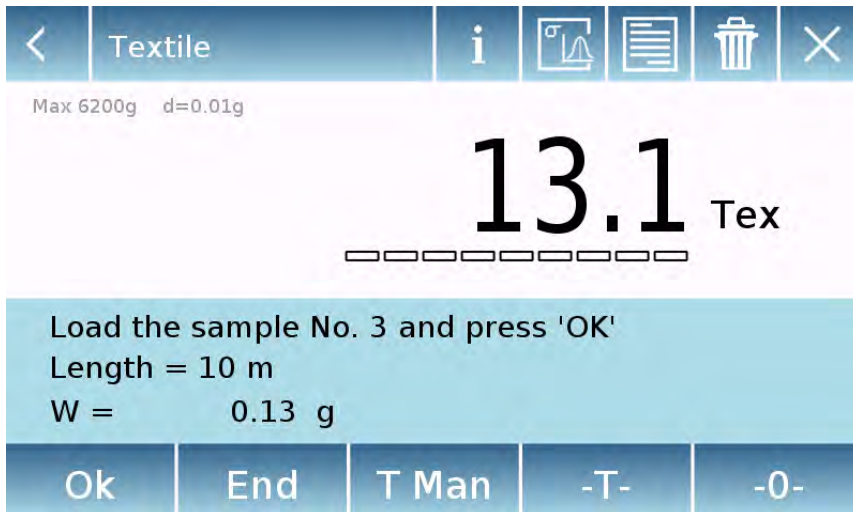 Textile
i
σ
Max 6200g d=0.01g
13.1 Tex
Load the sample No. 3 and press 'OK'
Length = 10 m
W = 0.13 g
Ok End T Man -T- -0-